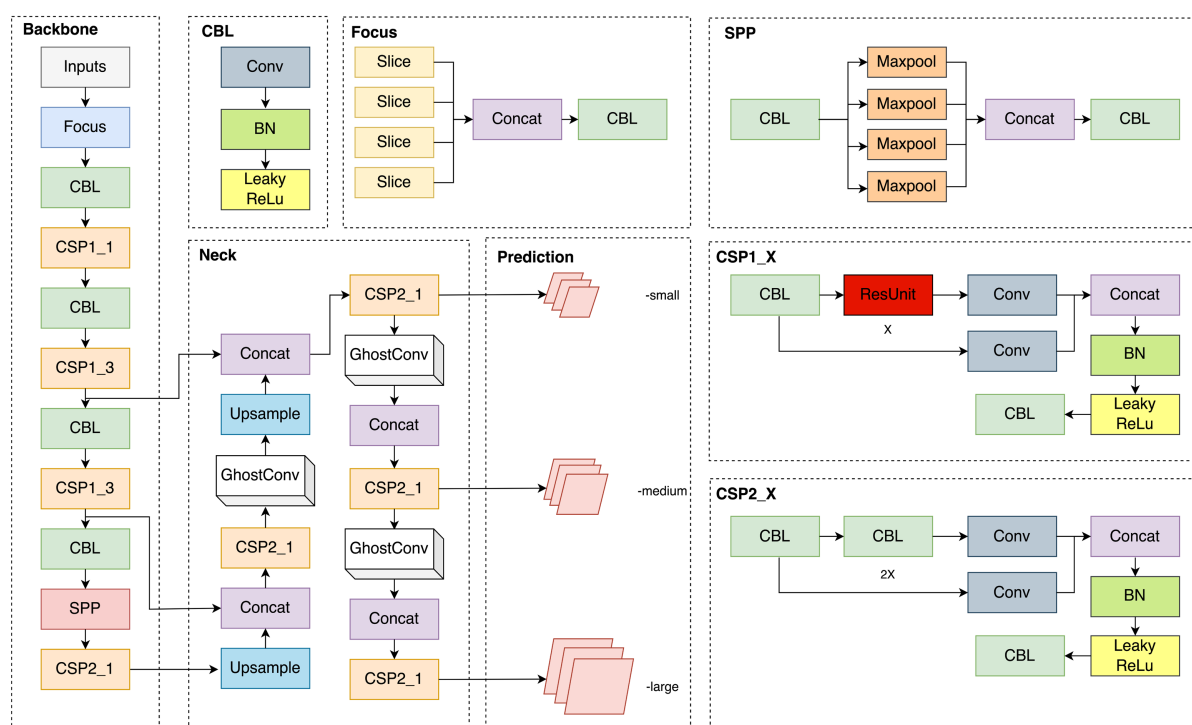 Backbone
Inputs
Focus
CBL
CSP1_1
CBL
CSP1_3
CBL
CSP1_3
CBL
SPP
CSP2_1
CBL
Conv
BN
Leaky
ReLu
Focus
Slice
Slice
Slice
Slice
Concat
CBL
SPP
CBL
Maxpool
Maxpool
Maxpool
Maxpool
Concat
CBL
Neck
Concat
Upsample
GhostConv
CSP2_1
Concat
Upsample
CSP2_1
GhostConv
Concat
CSP2_1
GhostConv
Concat
CSP2_1
Prediction
-small
-medium
-large
CSP1_X
CBL
ResUnit
X
Conv
Conv
Concat
BN
Leaky
ReLu
CBL
CSP2_X
CBL
CBL
2X
Conv
Conv
Concat
BN
Leaky
ReLu
CBL